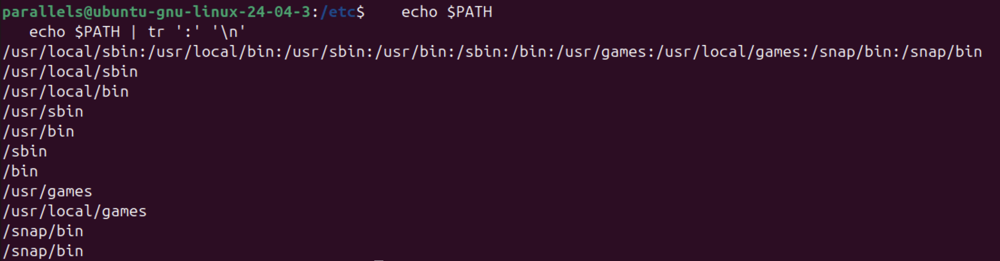 parallels@ubuntu-gnu-linux-24-04-3:/etc$    echo $PATH
   echo $PATH | tr ':' '\n'
/usr/local/sbin:/usr/local/bin:/usr/sbin:/usr/bin:/sbin:/bin:/usr/games:/usr/local/games:/snap/bin:/snap/bin
/usr/local/sbin
/usr/local/bin
/usr/sbin
/usr/bin
/sbin
/bin
/usr/games
/usr/local/games
/snap/bin
/snap/bin